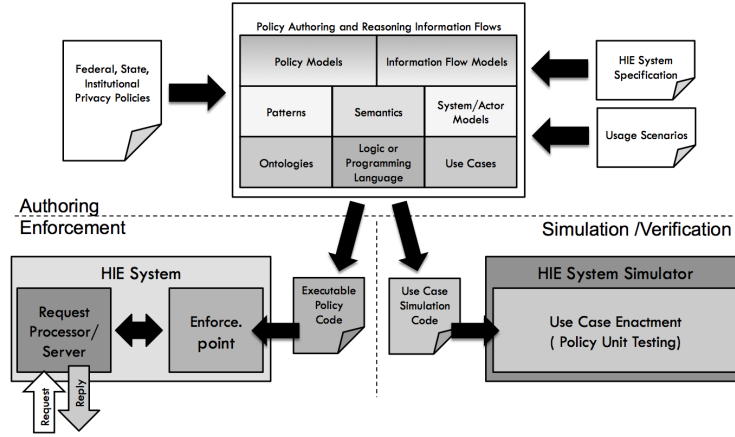 Policy Authoring and Reasoning Information Flows
Federal, State,
Institutional
Privacy Policies
Policy Models
Information Flow Models
HIE System
Specification
Patterns
Semantics
System/Actor
Models
Usage Scenarios
Ontologies
Logic or
Programming
Language
Use Cases
Authoring
Enforcement
Simulation /Verification
HIE System
Request
Processor/
Server
Enforce.
point
Executable
Policy
Code
Use Case
Simulation
Code
HIE System Simulator
Use Case Enactment
( Policy Unit Testing)
Request
Reply